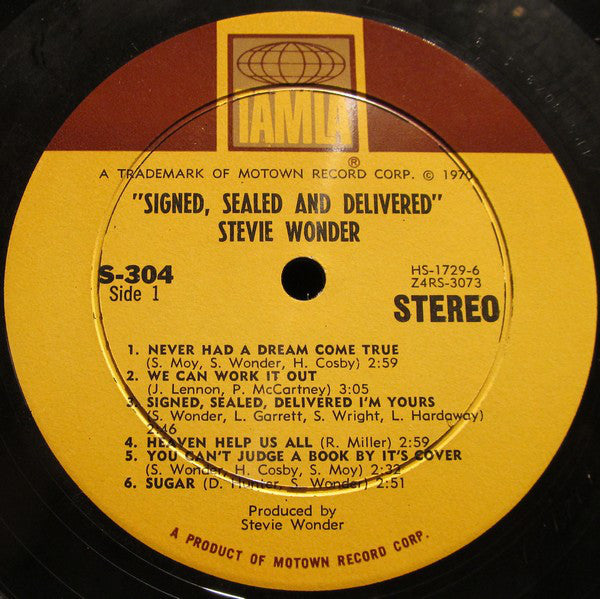 TAMLA
®
A TRADEMARK OF MOTOWN RECORD CORP. © 1970
"SIGNED, SEALED AND DELIVERED"
STEVIE WONDER
S-304
Side 1
HS-1729-6
Z4RS-3073
STEREO
1. NEVER HAD A DREAM COME TRUE
(S. Moy, S. Wonder, H. Cosby) 2:59
2. WE CAN WORK IT OUT
(J. Lennon, P. McCartney) 3:05
3. SIGNED, SEALED, DELIVERED I'M YOURS
(S. Wonder, L. Garrett, S. Wright, L. Hardaway)
2:46
4. HEAVEN HELP US ALL (R. Miller) 2:59
5. YOU CAN'T JUDGE A BOOK BY IT'S COVER
(S. Wonder, H. Cosby, S. Moy) 2:32
6. SUGAR (D. Hunter, S. Wonder) 2:51
Produced by
Stevie Wonder
A PRODUCT OF MOTOWN RECORD CORP.